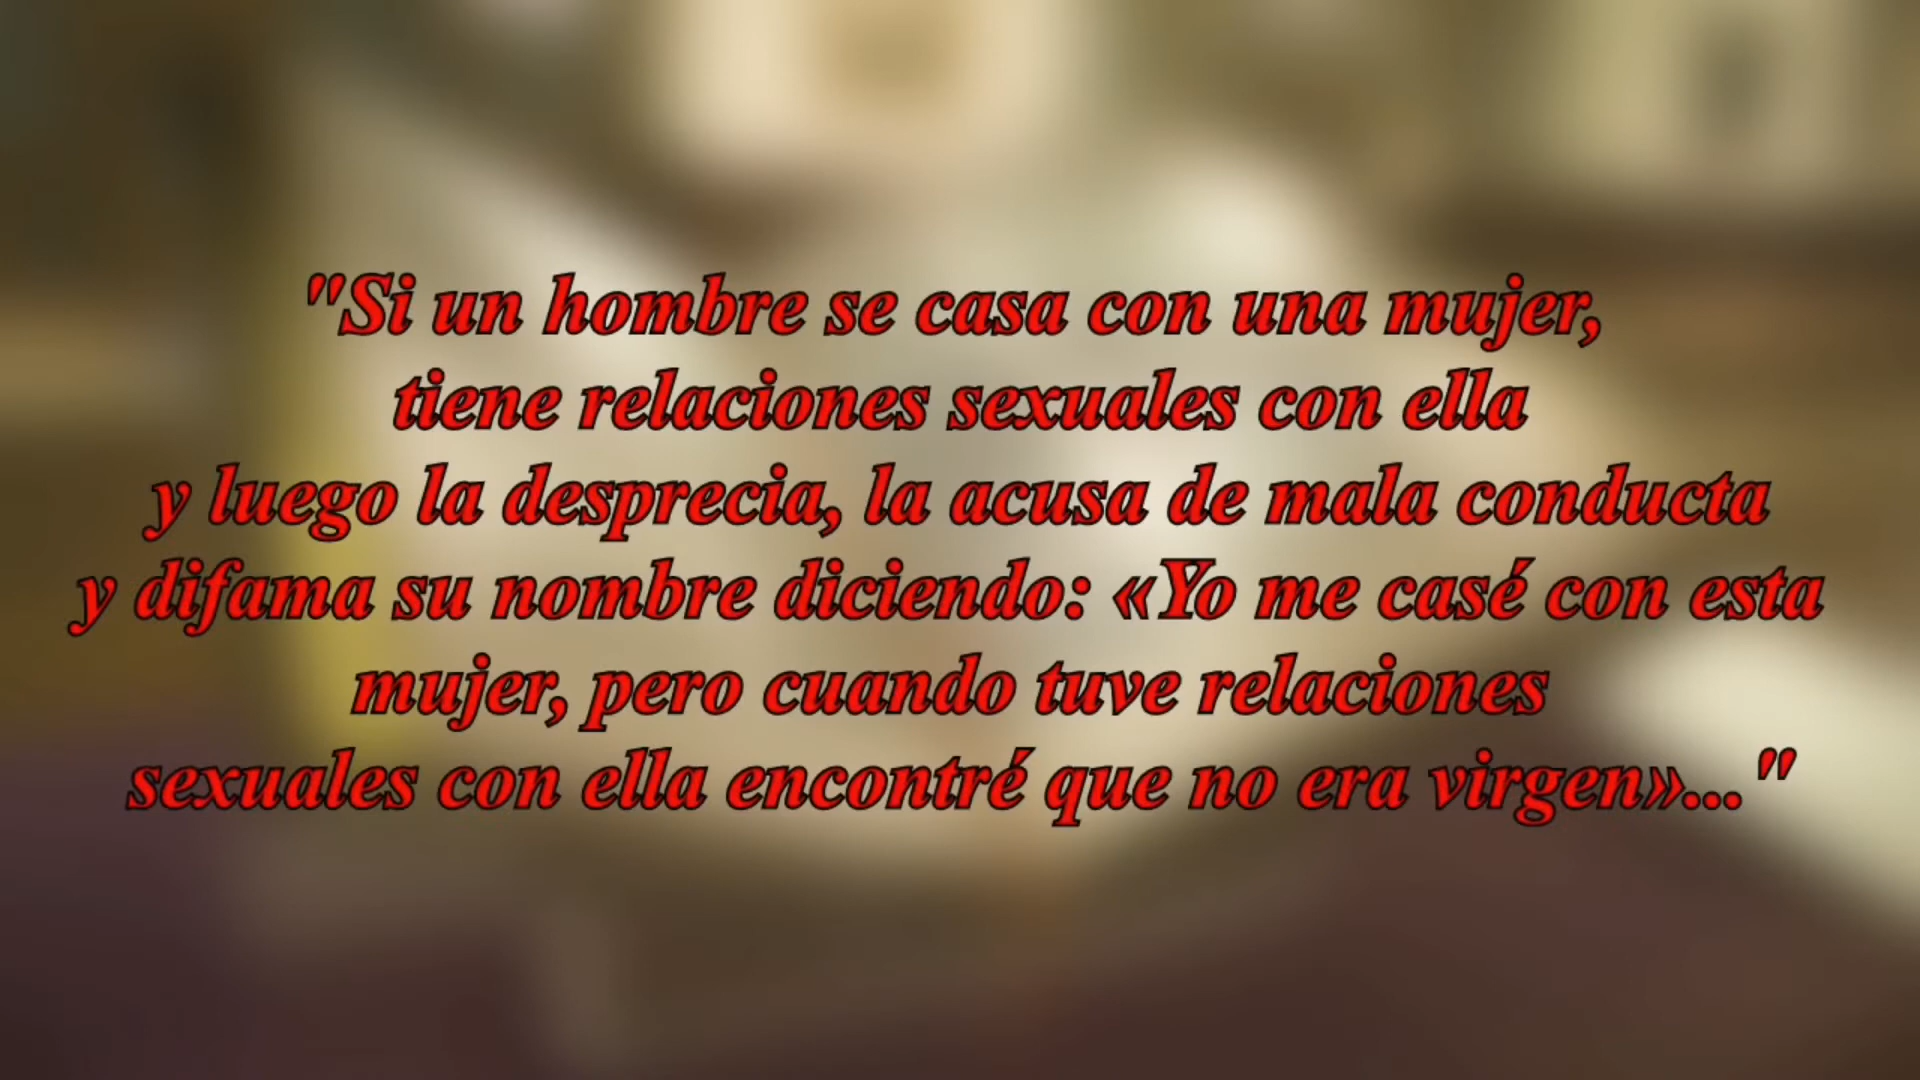 "Si un hombre se casa con una mujer,
tiene relaciones sexuales con ella
y luego la desprecia, la acusa de mala conducta
y difama su nombre diciendo: «Yo me casé con esta
mujer, pero cuando tuve relaciones
sexuales con ella encontré que no era virgen»..."